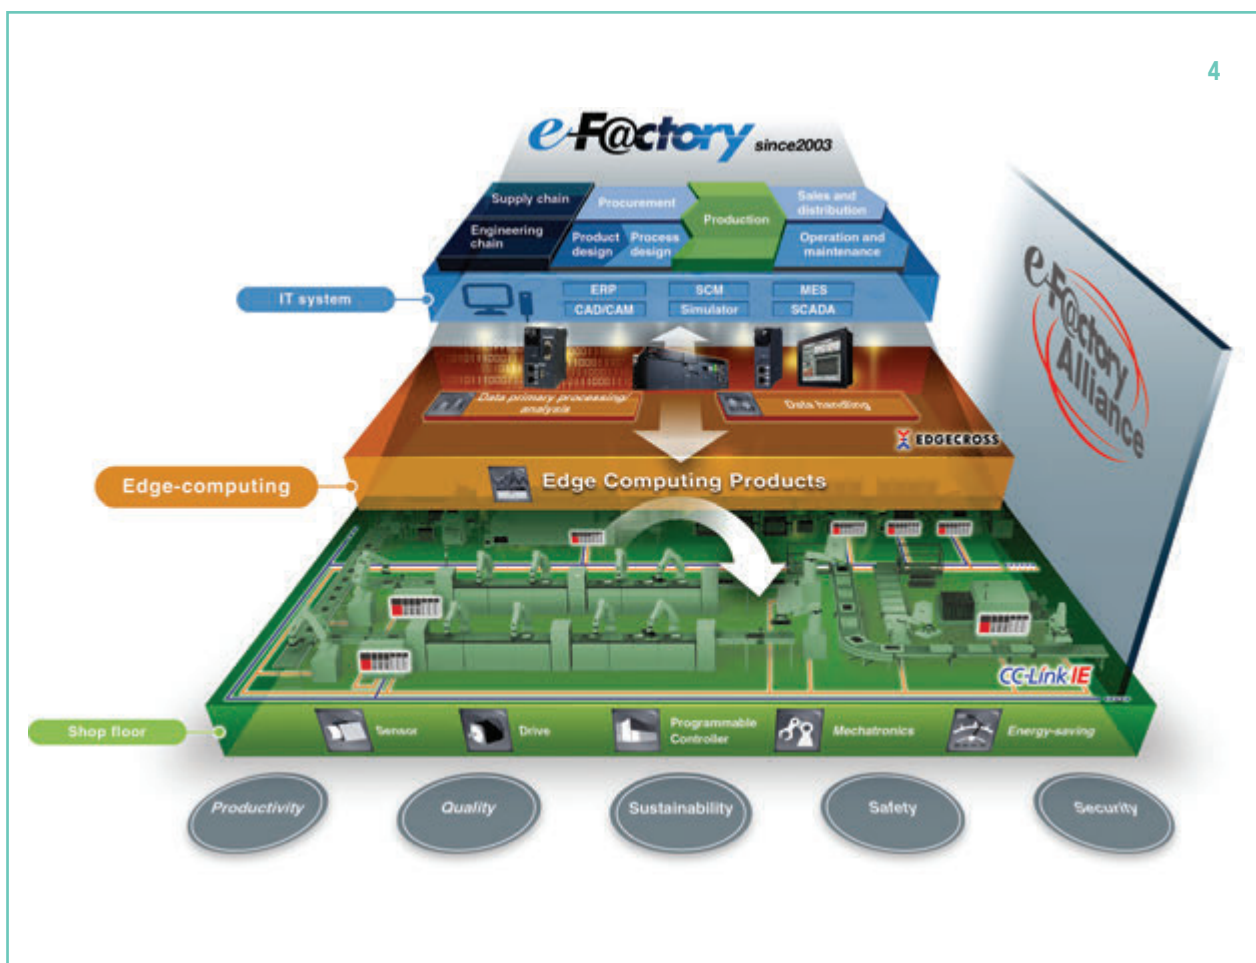 4
e-F@ctory since2003
Supply chain
Procurement
Production
Sales and
distribution
Engineering
chain
Product
design
Process
design
Operation and
maintenance
IT system
ERP
SCM
MES
CAD/CAM
Simulator
SCADA
e-F@ctory
Alliance
Data primary processing/
analysis
Data handling
EDGECROSS
Edge-computing
Edge Computing Products
CC-Link IE
Shop floor
Sensor
Drive
Programmable
Controller
Mechatronics
Energy-saving
Productivity
Quality
Sustainability
Safety
Security